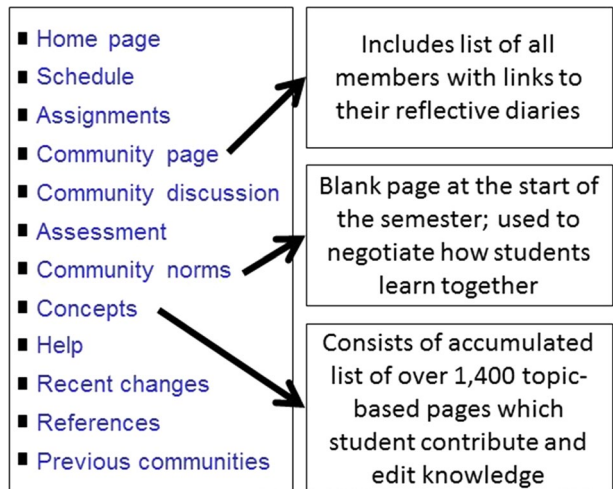 Home page
Schedule
Assignments
Community page
Community discussion
Assessment
Community norms
Concepts
Help
Recent changes
References
Previous communities
Includes list of all
members with links to
their reflective diaries
Blank page at the start of
the semester; used to
negotiate how students
learn together
Consists of accumulated
list of over 1,400 topic-
based pages which
student contribute and
edit knowledge